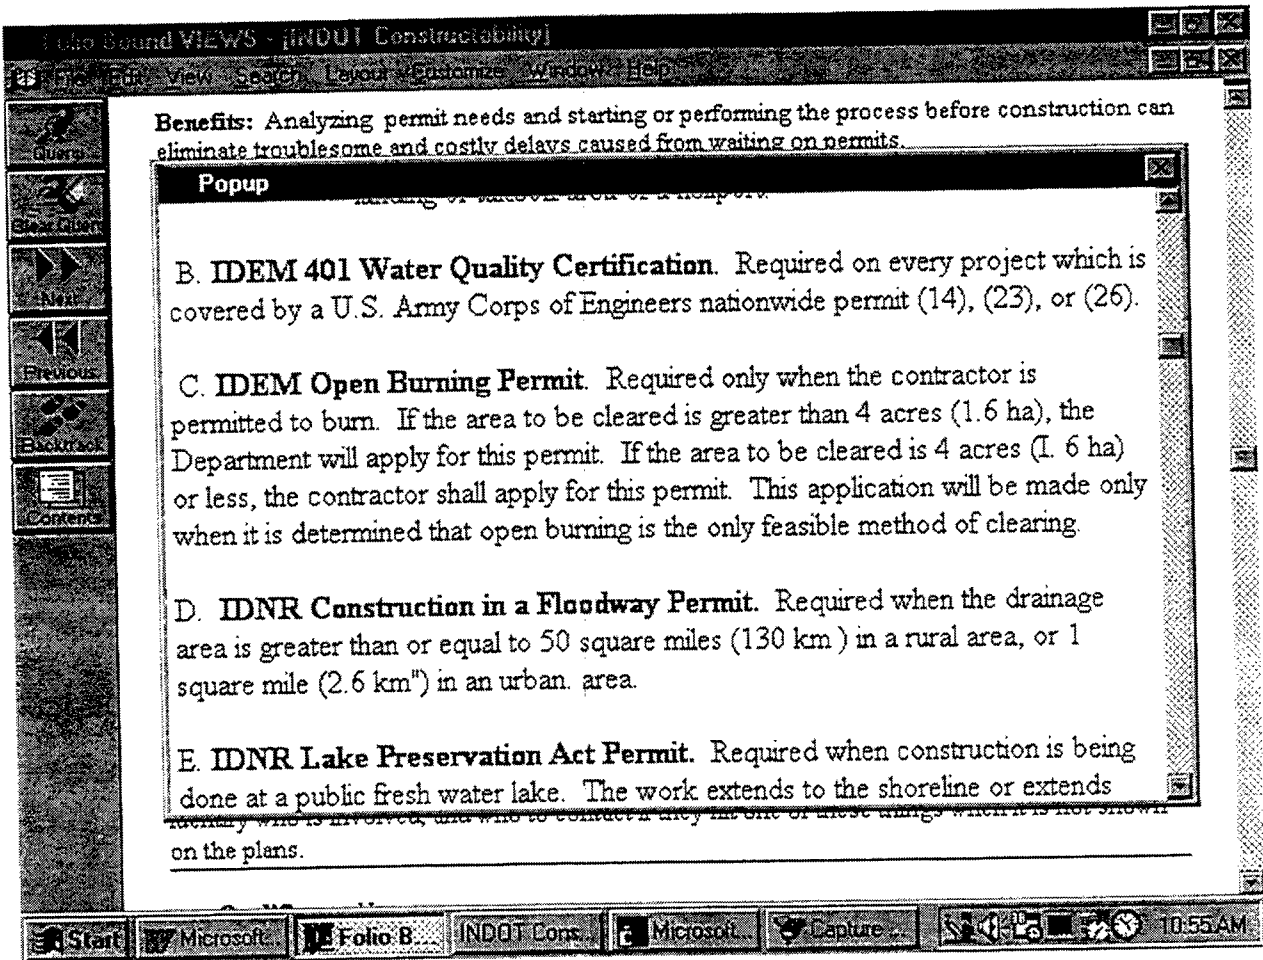 Folio Bound VIEWS - [INDOT Constructability]
File Edit View Search Layout Customize Window Help
Benefits: Analyzing permit needs and starting or performing the process before construction can
eliminate troublesome and costly delays caused from waiting on permits.
Query
Clear Query
Next
Previous
Backtrack
Contents
Popup
B. IDEM 401 Water Quality Certification. Required on every project which is
covered by a U.S. Army Corps of Engineers nationwide permit (14), (23), or (26).
C. IDEM Open Burning Permit. Required only when the contractor is
permitted to burn. If the area to be cleared is greater than 4 acres (1.6 ha), the
Department will apply for this permit. If the area to be cleared is 4 acres (I. 6 ha)
or less, the contractor shall apply for this permit. This application will be made only
when it is determined that open burning is the only feasible method of clearing.
D. IDNR Construction in a Floodway Permit. Required when the drainage
area is greater than or equal to 50 square miles (130 km ) in a rural area, or 1
square mile (2.6 km") in an urban. area.
E. IDNR Lake Preservation Act Permit. Required when construction is being
done at a public fresh water lake. The work extends to the shoreline or extends
on the plans.
Start Microsoft... Folio B... INDOT Cons... Microsoft... Capture ... 10:55 AM